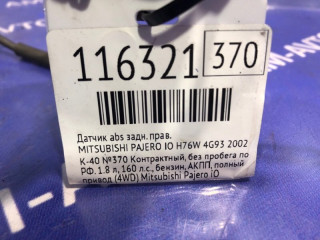 116321 370
Датчик abs задн. прав.
MITSUBISHI PAJERO IO H76W 4G93 2002
К-40 №370 Контрактный, без пробега по
РФ. 1.8 л, 160 л.с., бензин, АКПП, полный
привод (4WD) Mitsubishi Pajero iO